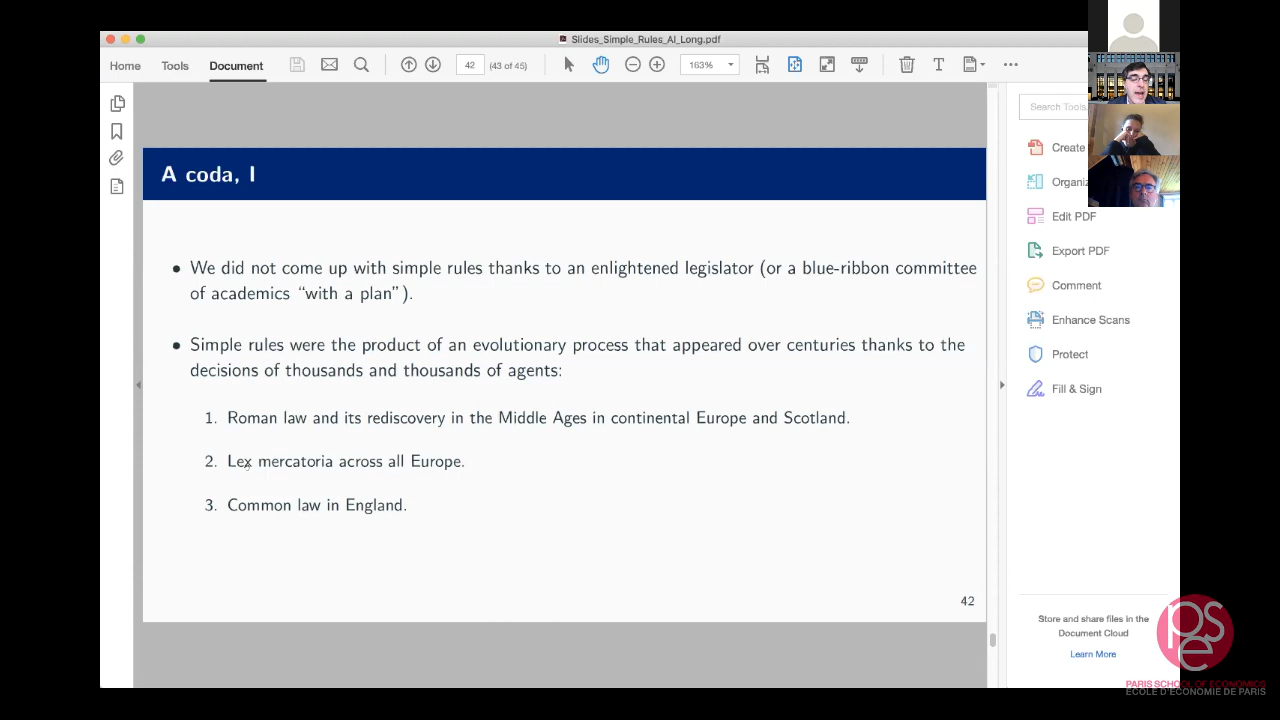 Slides_Simple_Rules_AI_Long.pdf
Home Tools Document 42 (43 of 45) 163%
Search Tools
A coda, I
Create
• We did not come up with simple rules thanks to an enlightened legislator (or a blue-ribbon committee
of academics “with a plan”).
• Simple rules were the product of an evolutionary process that appeared over centuries thanks to the
decisions of thousands and thousands of agents:
1. Roman law and its rediscovery in the Middle Ages in continental Europe and Scotland.
2. Lex mercatoria across all Europe.
3. Common law in England.
42
Organiz
Edit PDF
Export PDF
Comment
Enhance Scans
Protect
Fill & Sign
Store and share files in the
Document Cloud
Learn More
pse
PARIS SCHOOL OF ECONOMICS
ÉCOLE D'ÉCONOMIE DE PARIS